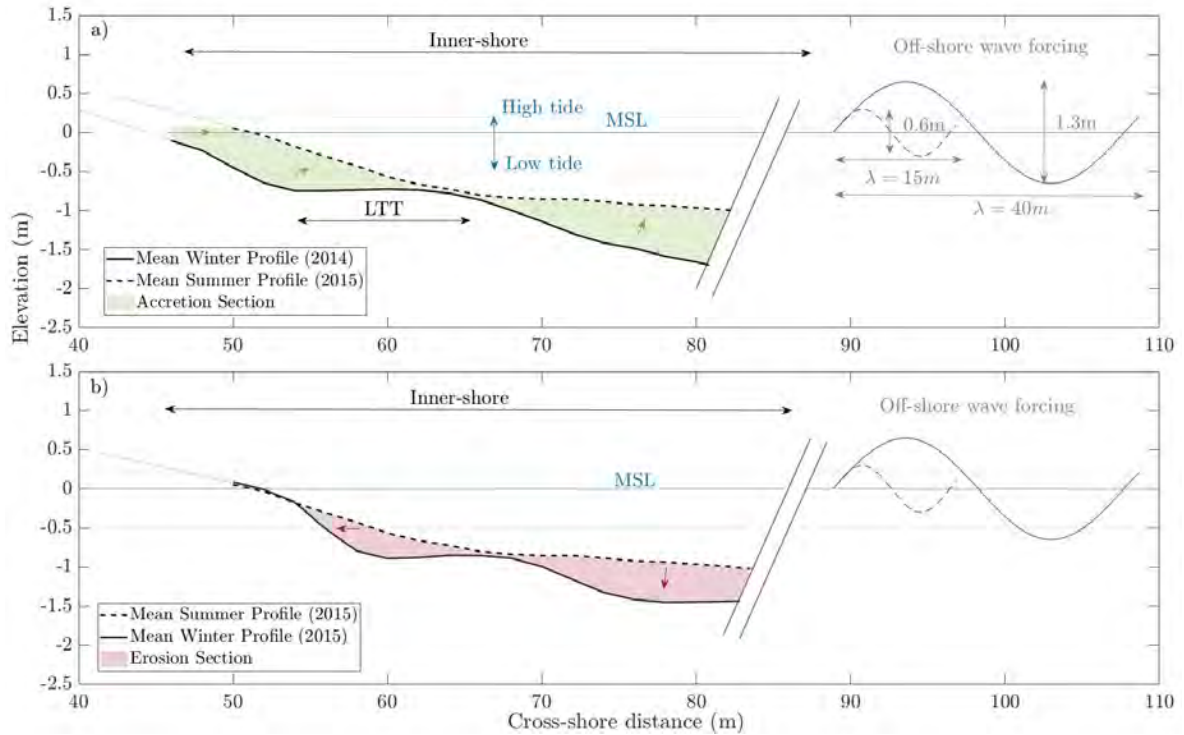 a)
Inner-shore
Off-shore wave forcing
High tide
MSL
Low tide
0.6m
1.3m
λ = 15m
λ = 40m
LTT
Mean Winter Profile (2014)
Mean Summer Profile (2015)
Accretion Section
1.5
1
0.5
0
-0.5
-1
-1.5
-2
-2.5
40 50 60 70 80 90 100 110
Elevation (m)
b)
Inner-shore
Off-shore wave forcing
MSL
Mean Summer Profile (2015)
Mean Winter Profile (2015)
Erosion Section
1.5
1
0.5
0
-0.5
-1
-1.5
-2
-2.5
40 50 60 70 80 90 100 110
Cross-shore distance (m)